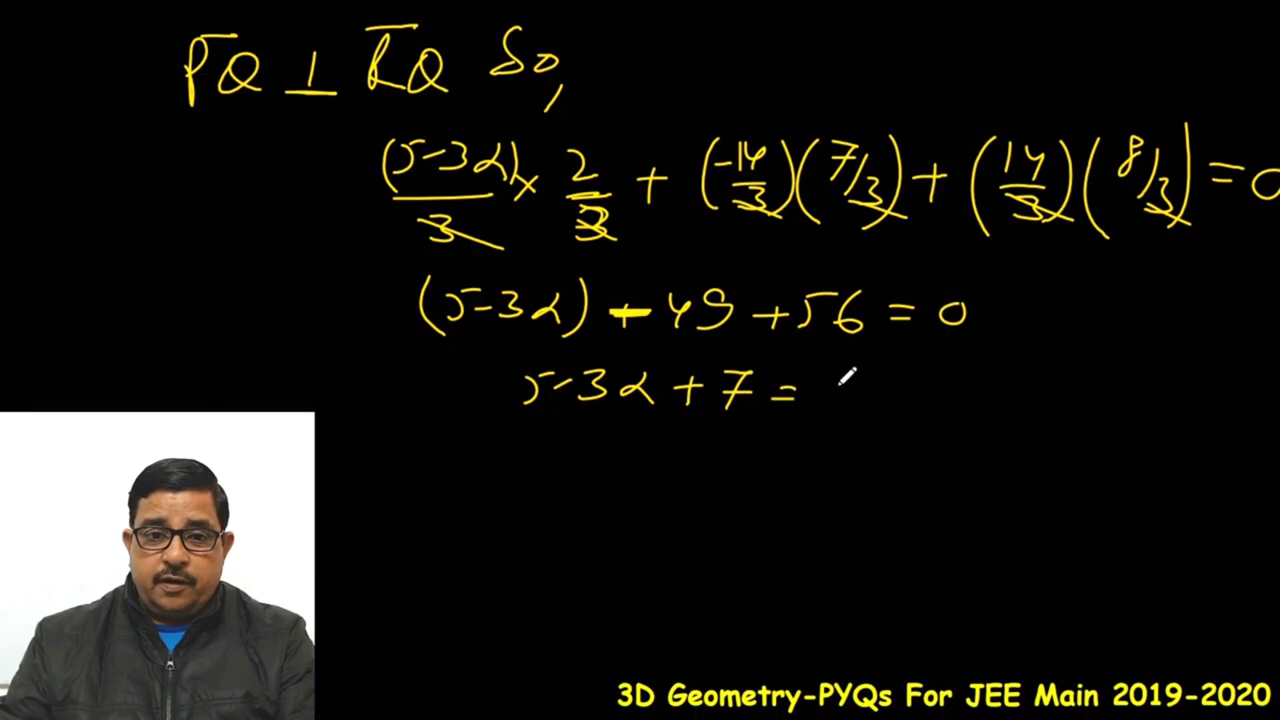 PQ ⊥ RQ So,
(5-3α)/3 × 2/3 + (-14/3)(7/3) + (14/3)(8/3) = 0
(5-3α) - 49 + 56 = 0
5-3α + 7 =
3D Geometry-PYQs For JEE Main 2019-2020